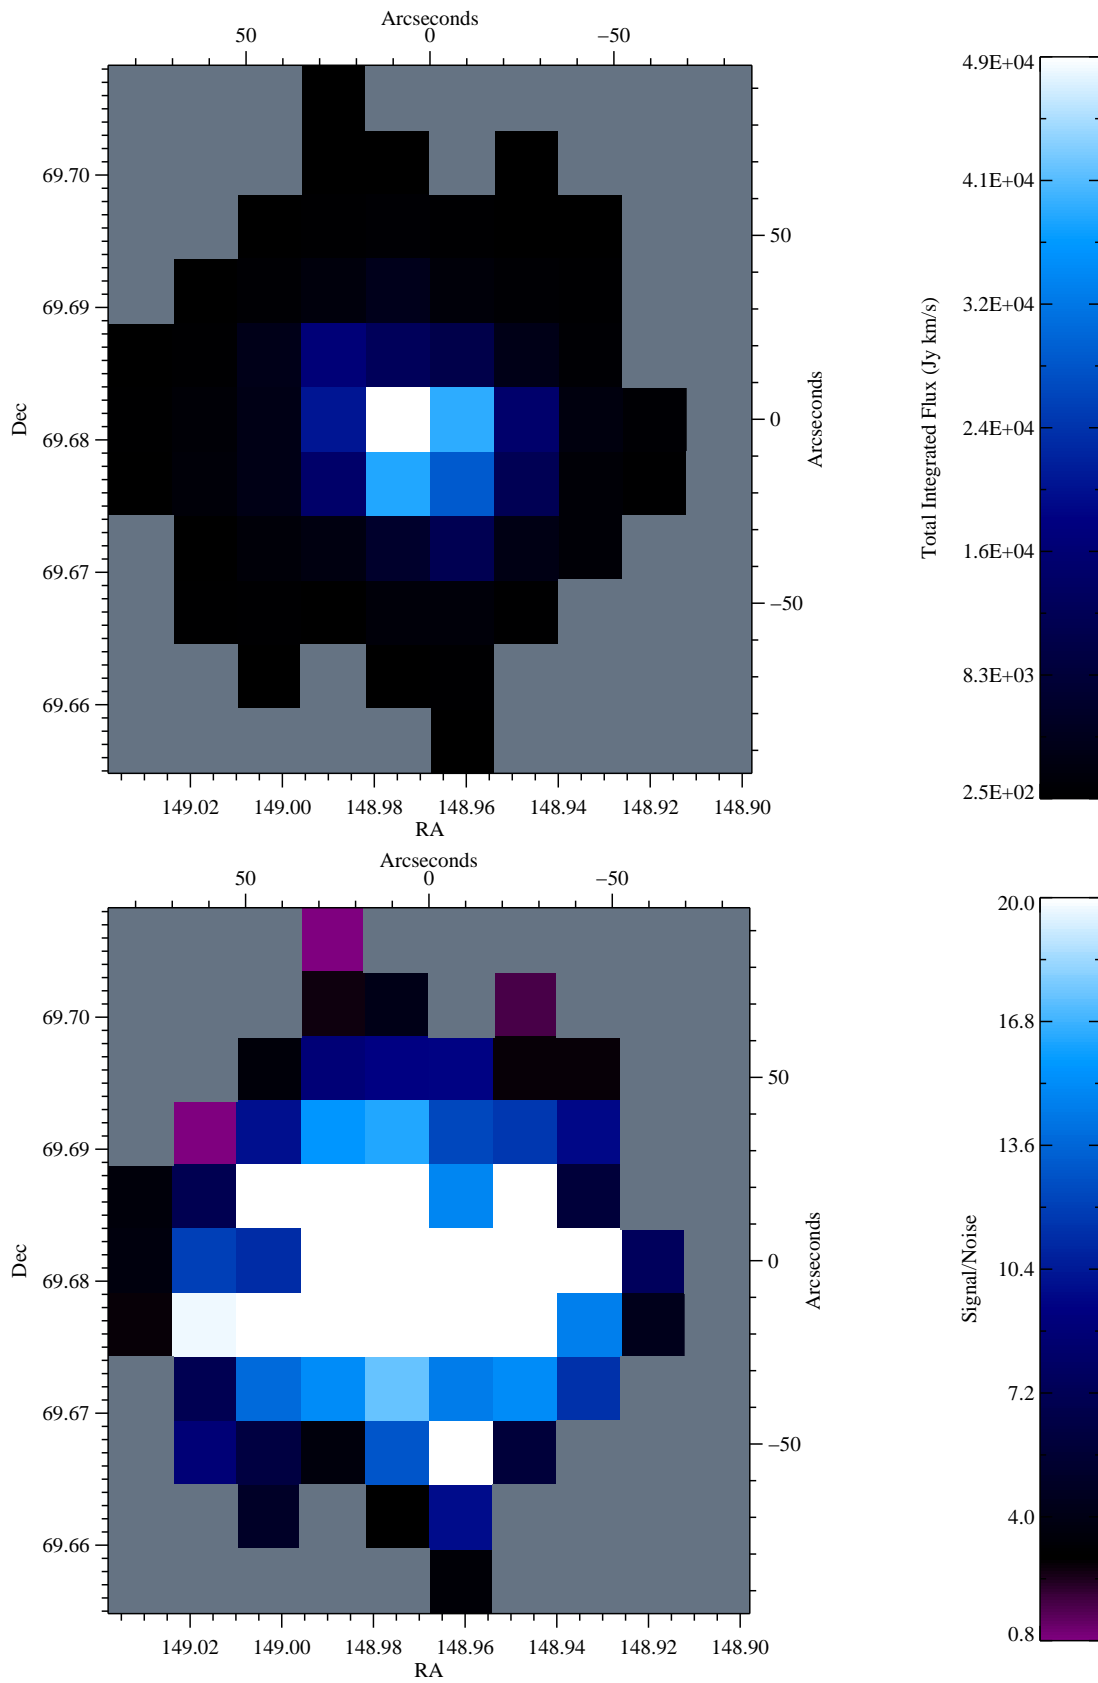 Arcseconds
50 0 −50
4.9E+04
4.1E+04
3.2E+04
2.4E+04
1.6E+04
8.3E+03
2.5E+02
Total Integrated Flux (Jy km/s)
69.70
69.69
69.68
69.67
69.66
Dec
50
0
−50
Arcseconds
149.02 149.00 148.98 148.96 148.94 148.92 148.90
RA
Arcseconds
50 0 −50
20.0
16.8
13.6
10.4
7.2
4.0
0.8
Signal/Noise
69.70
69.69
69.68
69.67
69.66
Dec
50
0
−50
Arcseconds
149.02 149.00 148.98 148.96 148.94 148.92 148.90
RA